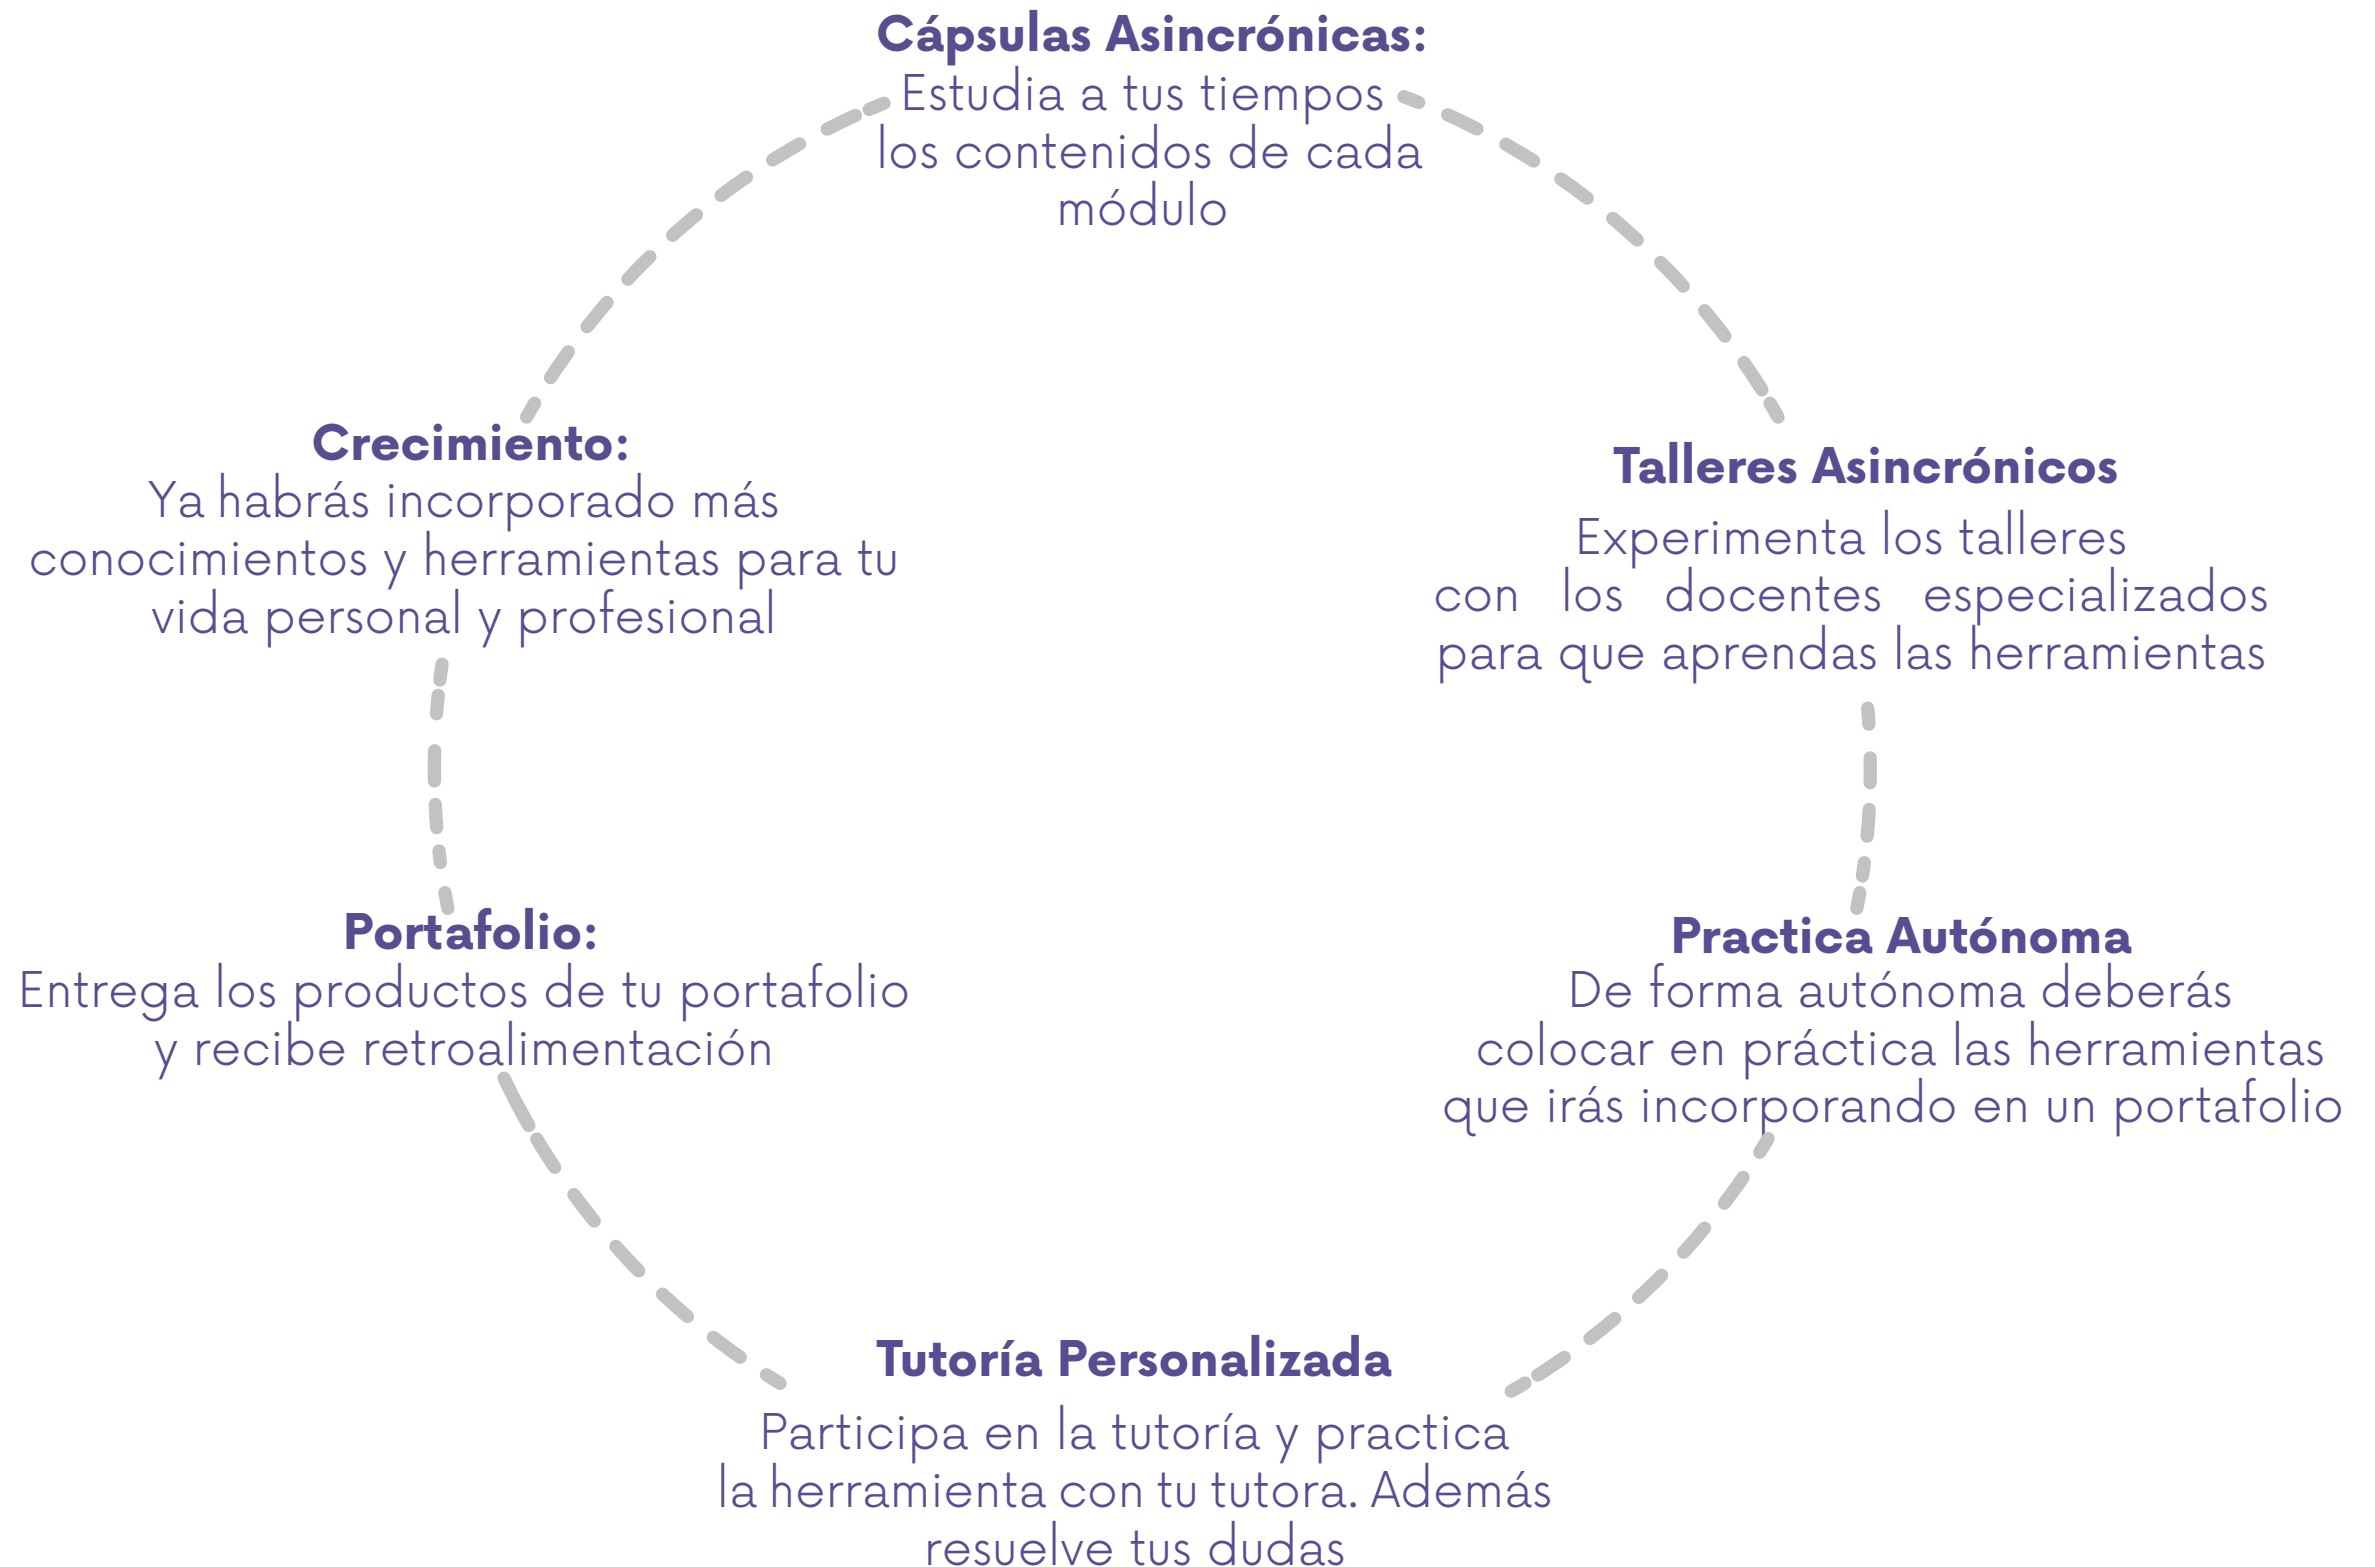 Cápsulas Asincrónicas:
Estudia a tus tiempos
los contenidos de cada
módulo
Talleres Asincrónicos
Experimenta los talleres
con los docentes especializados
para que aprendas las herramientas
Practica Autónoma
De forma autónoma deberás
colocar en práctica las herramientas
que irás incorporando en un portafolio
Tutoría Personalizada
Participa en la tutoría y practica
la herramienta con tu tutora. Además
resuelve tus dudas
Portafolio:
Entrega los productos de tu portafolio
y recibe retroalimentación
Crecimiento:
Ya habrás incorporado más
conocimientos y herramientas para tu
vida personal y profesional